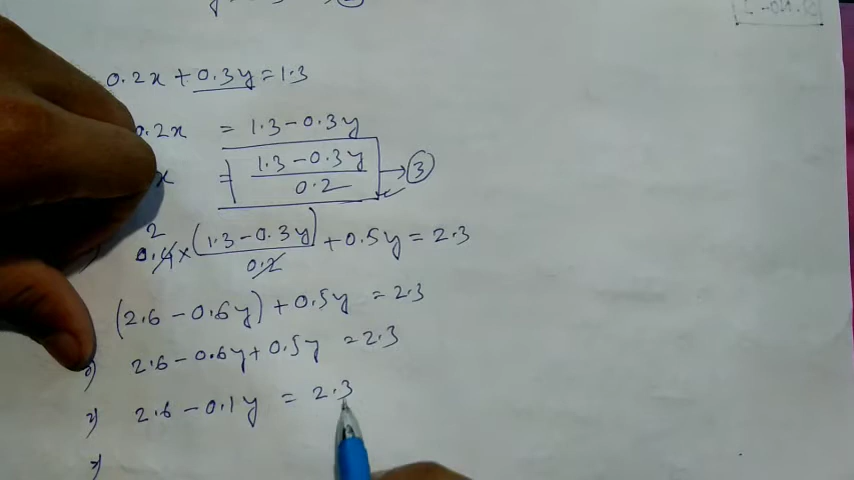 0.2x + 0.3y = 1.3
0.2x = 1.3 - 0.3y
x = 1.3 - 0.3y / 0.2 → ③
2
0.4 × (1.3 - 0.3y / 0.2) + 0.5y = 2.3
(2.6 - 0.6y) + 0.5y = 2.3
2.6 - 0.6y + 0.5y = 2.3
2.6 - 0.1y = 2.3